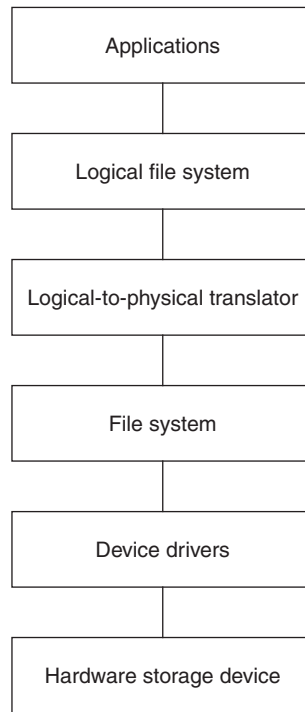 Applications
Logical file system
Logical-to-physical translator
File system
Device drivers
Hardware storage device